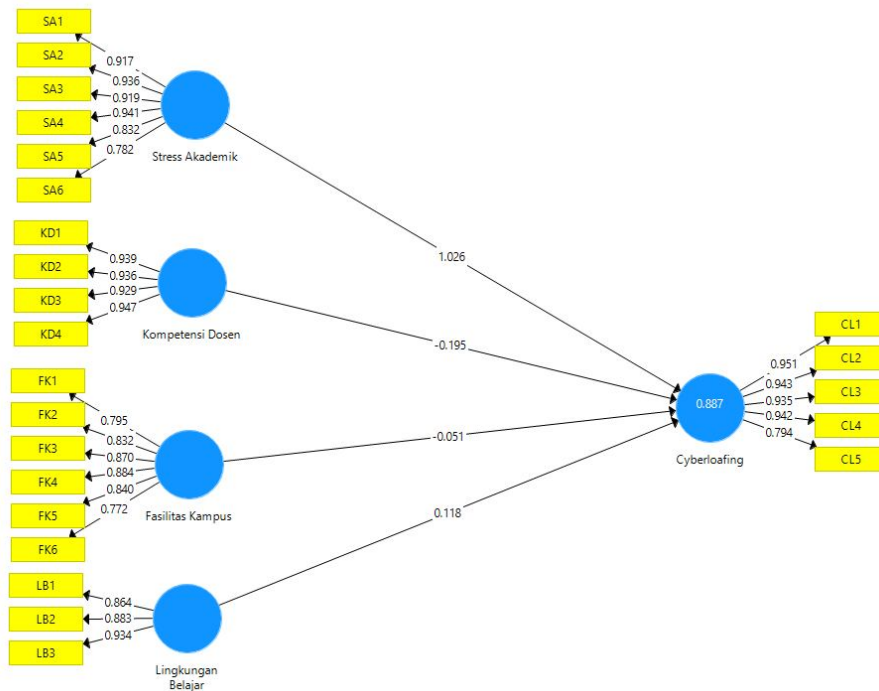 SA1
SA2
SA3
SA4
SA5
SA6
0.917
0.936
0.919
0.941
0.832
0.782
Stress Akademik
1.026
KD1
KD2
KD3
KD4
0.939
0.936
0.929
0.947
Kompetensi Dosen
-0.195
FK1
FK2
FK3
FK4
FK5
FK6
0.795
0.832
0.870
0.884
0.840
0.772
Fasilitas Kampus
-0.051
LB1
LB2
LB3
0.864
0.883
0.934
Lingkungan
Belajar
0.118
0.887
Cyberloafing
0.951
0.943
0.935
0.942
0.794
CL1
CL2
CL3
CL4
CL5